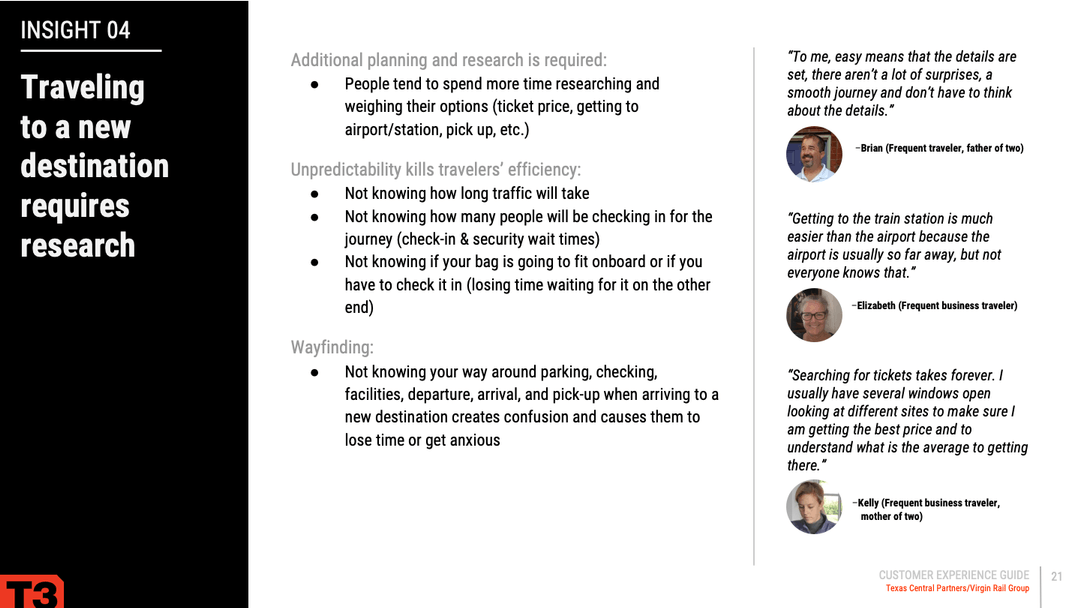 INSIGHT 04
Traveling
to a new
destination
requires
research
T3
Additional planning and research is required:
● People tend to spend more time researching and
weighing their options (ticket price, getting to
airport/station, pick up, etc.)
Unpredictability kills travelers’ efficiency:
● Not knowing how long traffic will take
● Not knowing how many people will be checking in for the
journey (check-in & security wait times)
● Not knowing if your bag is going to fit onboard or if you
have to check it in (losing time waiting for it on the other
end)
Wayfinding:
● Not knowing your way around parking, checking,
facilities, departure, arrival, and pick-up when arriving to a
new destination creates confusion and causes them to
lose time or get anxious
“To me, easy means that the details are
set, there aren’t a lot of surprises, a
smooth journey and don’t have to think
about the details.”
–Brian (Frequent traveler, father of two)
“Getting to the train station is much
easier than the airport because the
airport is usually so far away, but not
everyone knows that.”
–Elizabeth (Frequent business traveler)
“Searching for tickets takes forever. I
usually have several windows open
looking at different sites to make sure I
am getting the best price and to
understand what is the average to getting
there.”
–Kelly (Frequent business traveler,
mother of two)
CUSTOMER EXPERIENCE GUIDE
Texas Central Partners/Virgin Rail Group
21